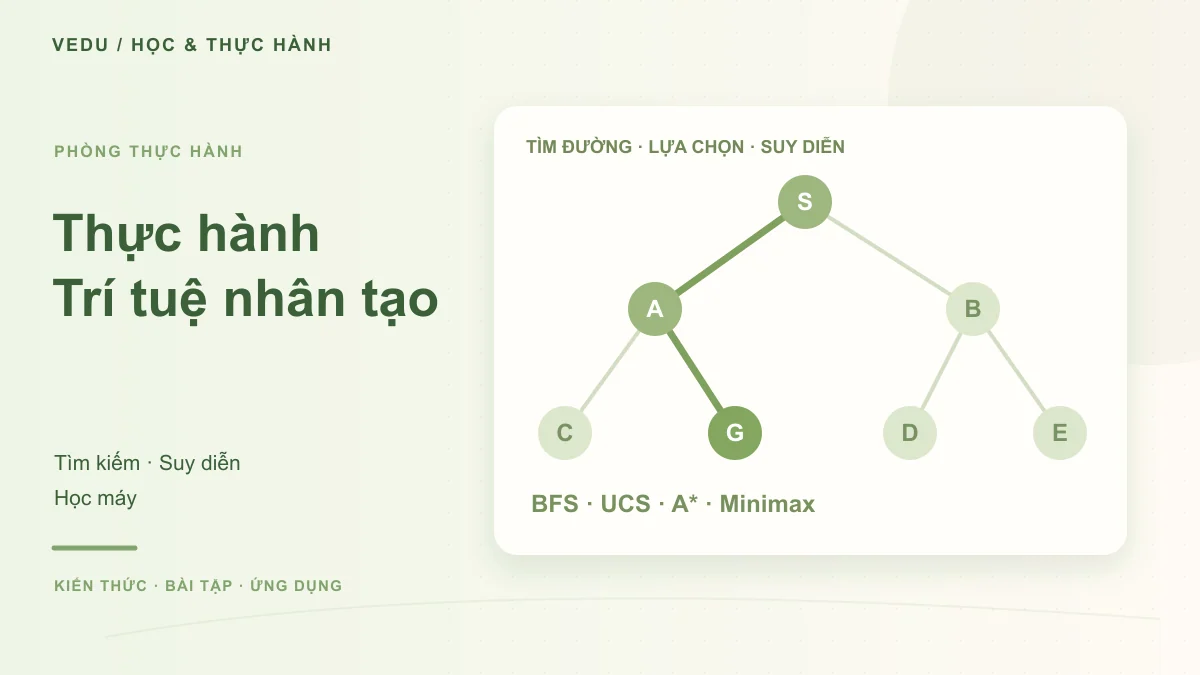 VEDU / HỌC & THỰC HÀNH
PHÒNG THỰC HÀNH
Thực hành
Trí tuệ nhân tạo
Tìm kiếm · Suy diễn
Học máy
KIẾN THỨC · BÀI TẬP · ỨNG DỤNG
TÌM ĐƯỜNG · LỰA CHỌN · SUY DIỄN
S
A
B
C
G
D
E
BFS · UCS · A* · Minimax